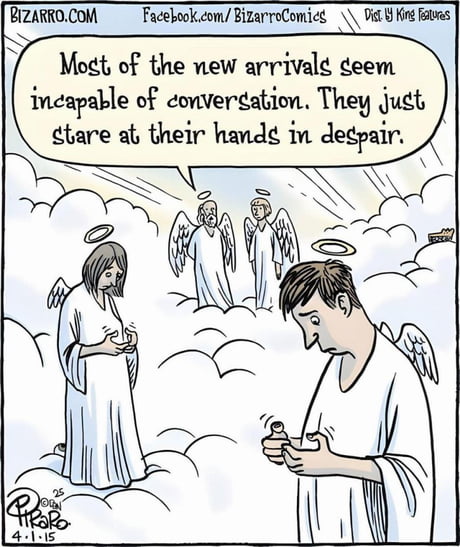 BIZARRO.COM Facebook.com/BizarroComics Dist. by King Features
Most of the new arrivals seem
incapable of conversation. They just
stare at their hands in despair.
25
PIRARO.
4.1.15